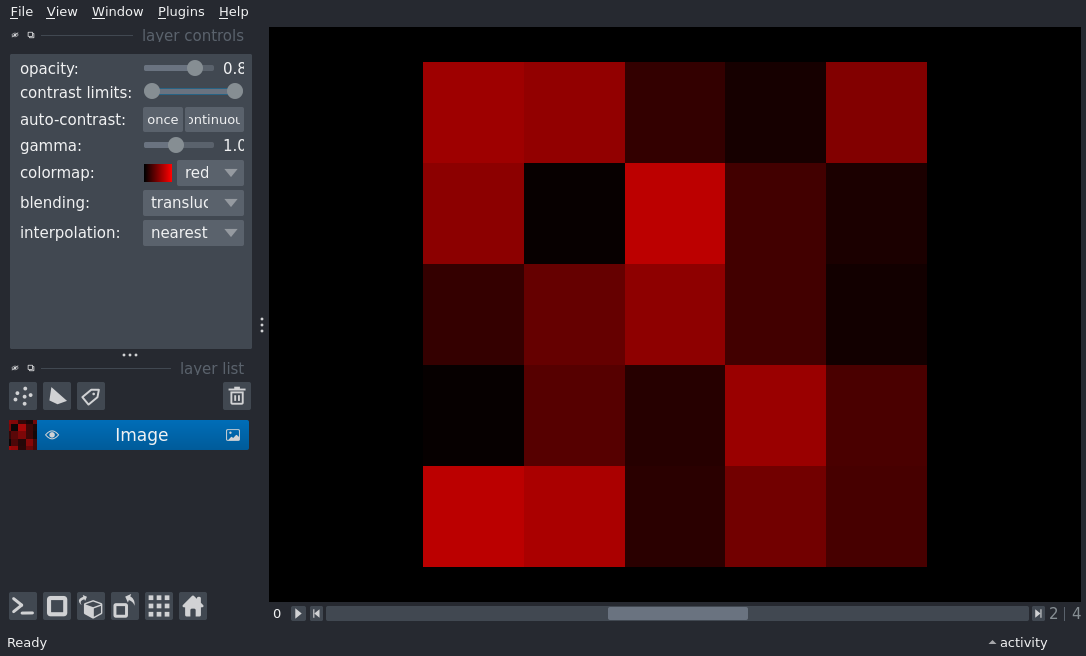 File View Window Plugins Help
layer controls
opacity: 0.8
contrast limits:
auto-contrast: once ontinuou
gamma: 1.0
colormap: red
blending: transluc
interpolation: nearest
layer list
Image
0 2 | 4
Ready activity